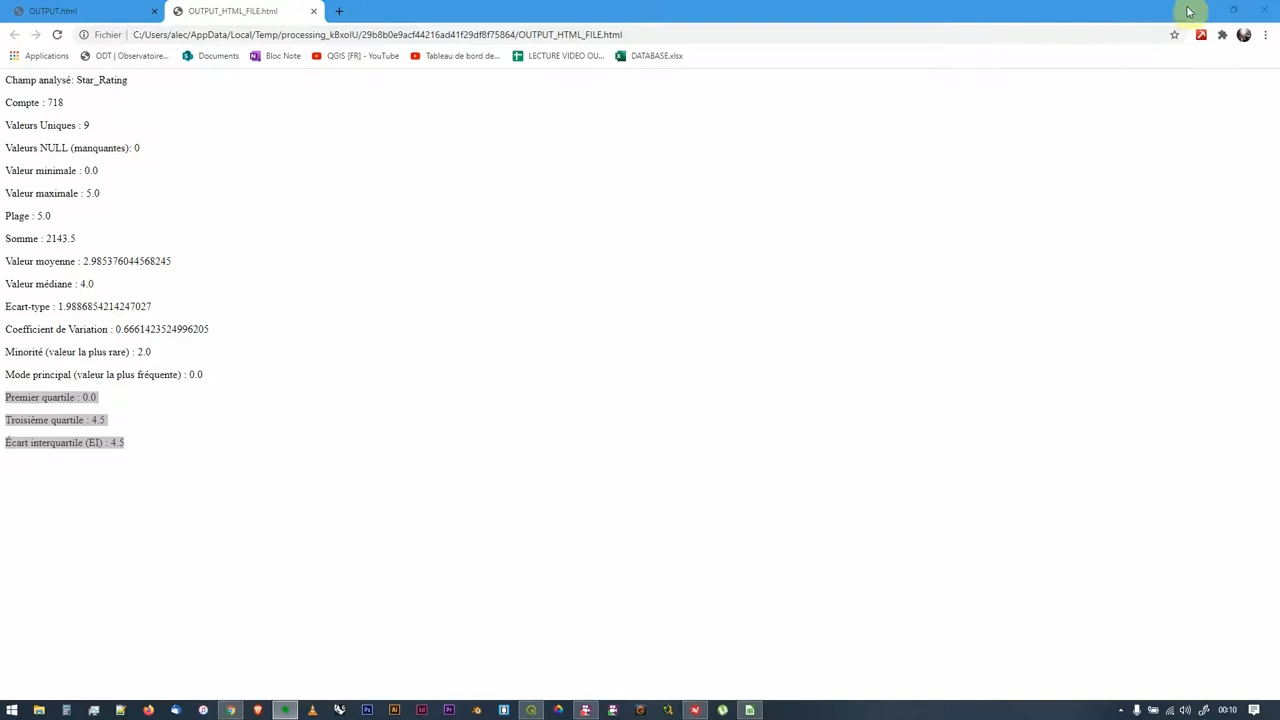 OUTPUT.html
OUTPUT_HTML_FILE.html
Fichier
C:/Users/alec/AppData/Local/Temp/processing_kBxoIU/29b8b0e9acf44216ad41f29df8f75864/OUTPUT_HTML_FILE.html
Applications
ODT | Observatoire...
Documents
Bloc Note
QGIS [FR] - YouTube
Tableau de bord de...
LECTURE VIDEO OU...
DATABASE.xlsx
Champ analysé: Star_Rating
Compte : 718
Valeurs Uniques : 9
Valeurs NULL (manquantes): 0
Valeur minimale : 0.0
Valeur maximale : 5.0
Plage : 5.0
Somme : 2143.5
Valeur moyenne : 2.985376044568245
Valeur médiane : 4.0
Ecart-type : 1.9886854214247027
Coefficient de Variation : 0.6661423524996205
Minorité (valeur la plus rare) : 2.0
Mode principal (valeur la plus fréquente) : 0.0
Premier quartile : 0.0
Troisième quartile : 4.5
Écart interquartile (EI) : 4.5
00:10